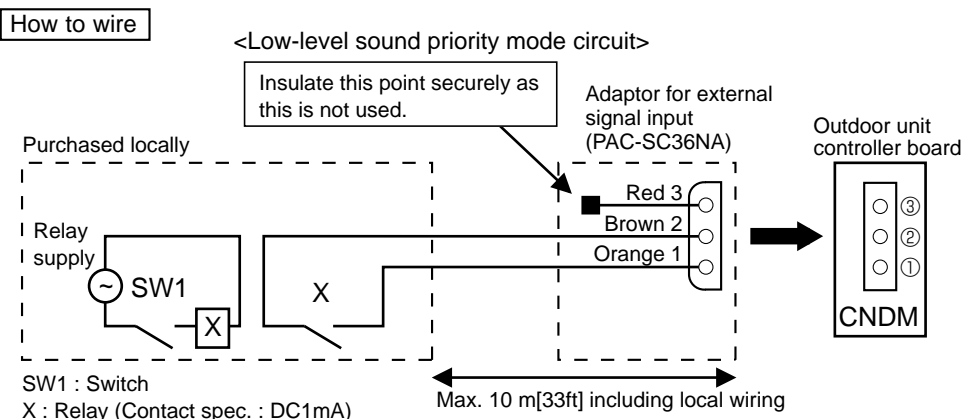 How to wire
<Low-level sound priority mode circuit>
Insulate this point securely as
this is not used.
Adaptor for external
signal input
(PAC-SC36NA)
Outdoor unit
controller board
Purchased locally
Red 3
Brown 2
Orange 1
Relay
supply
~
SW1
X
X
③
②
①
CNDM
SW1 : Switch
X : Relay (Contact spec. : DC1mA)
Max. 10 m[33ft] including local wiring